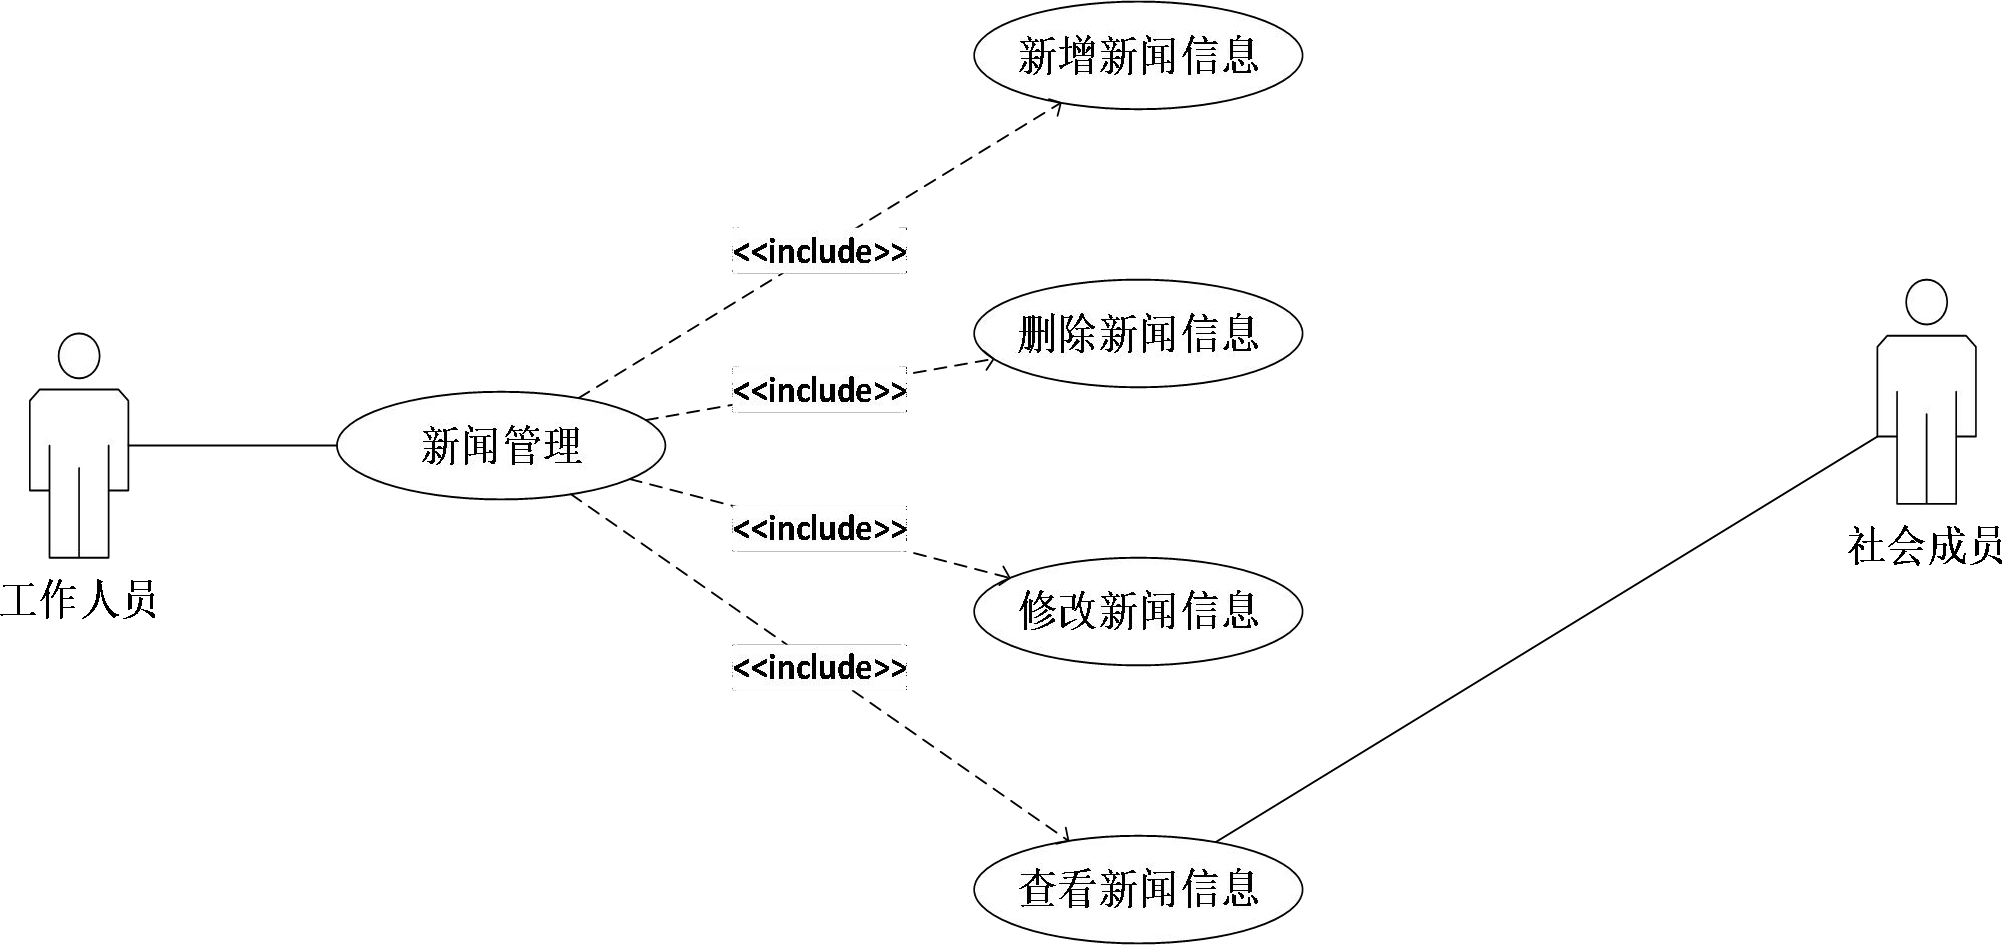 新增新闻信息
<<include>>
删除新闻信息
<<include>>
新闻管理
<<include>>
社会成员
工作人员
修改新闻信息
<<include>>
查看新闻信息